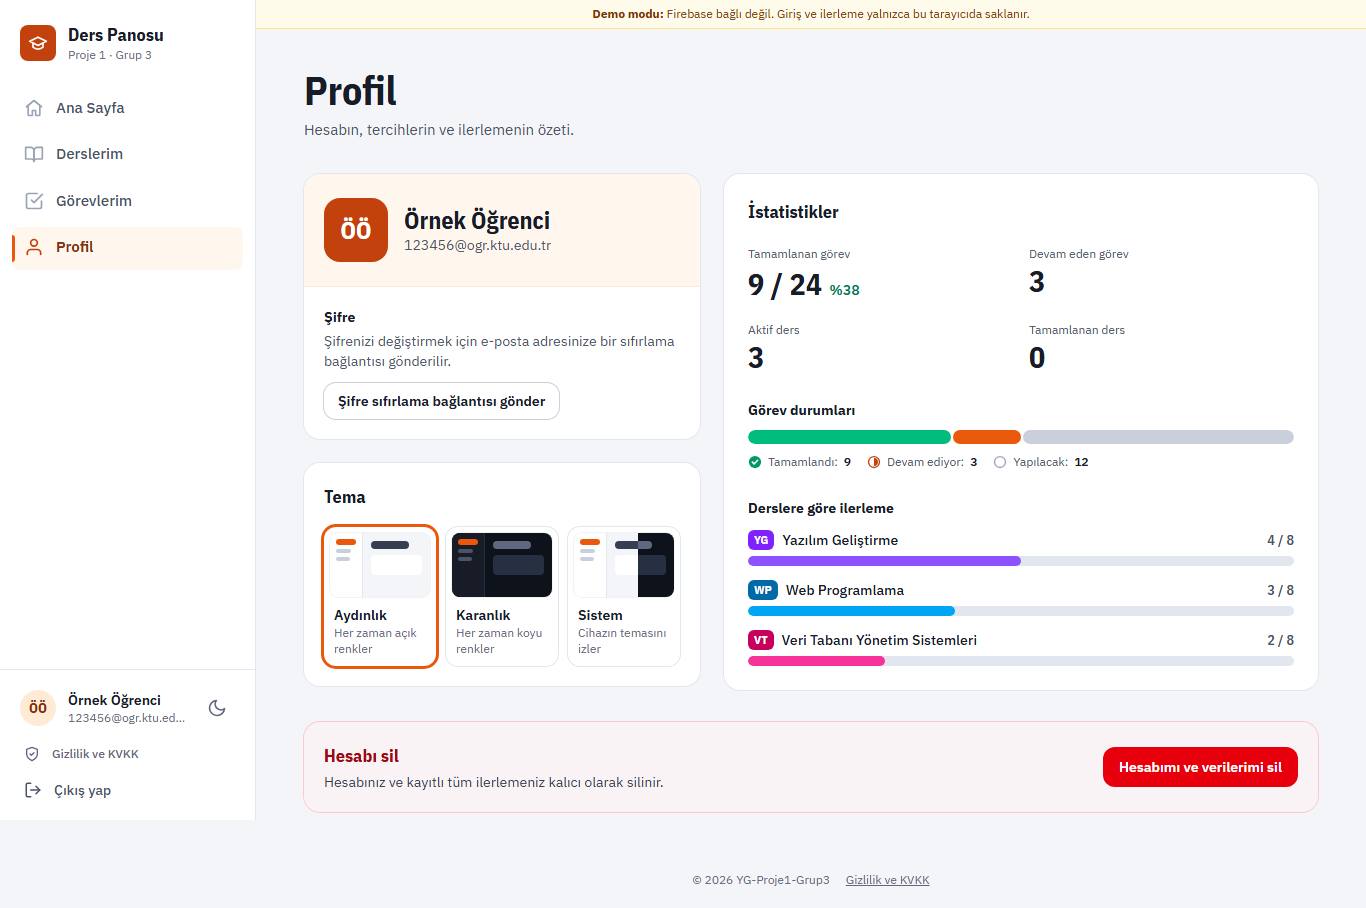 Demo modu: Firebase bağlı değil. Giriş ve ilerleme yalnızca bu tarayıcıda saklanır.
Ders Panosu
Proje 1 · Grup 3
Ana Sayfa
Derslerim
Görevlerim
Profil
ÖÖ
Örnek Öğrenci
123456@ogr.ktu.ed...
Gizlilik ve KVKK
Çıkış yap
Profil
Hesabın, tercihlerin ve ilerlemenin özeti.
ÖÖ
Örnek Öğrenci
123456@ogr.ktu.edu.tr
Şifre
Şifrenizi değiştirmek için e-posta adresinize bir sıfırlama
bağlantısı gönderilir.
Şifre sıfırlama bağlantısı gönder
Tema
Aydınlık
Her zaman açık
renkler
Karanlık
Her zaman koyu
renkler
Sistem
Cihazın temasını
izler
İstatistikler
Tamamlanan görev
9 / 24 %38
Devam eden görev
3
Aktif ders
3
Tamamlanan ders
0
Görev durumları
Tamamlandı: 9 Devam ediyor: 3 Yapılacak: 12
Derslere göre ilerleme
YG Yazılım Geliştirme 4 / 8
WP Web Programlama 3 / 8
VT Veri Tabanı Yönetim Sistemleri 2 / 8
Hesabı sil
Hesabınız ve kayıtlı tüm ilerlemeniz kalıcı olarak silinir.
Hesabımı ve verilerimi sil
© 2026 YG-Proje1-Grup3 Gizlilik ve KVKK